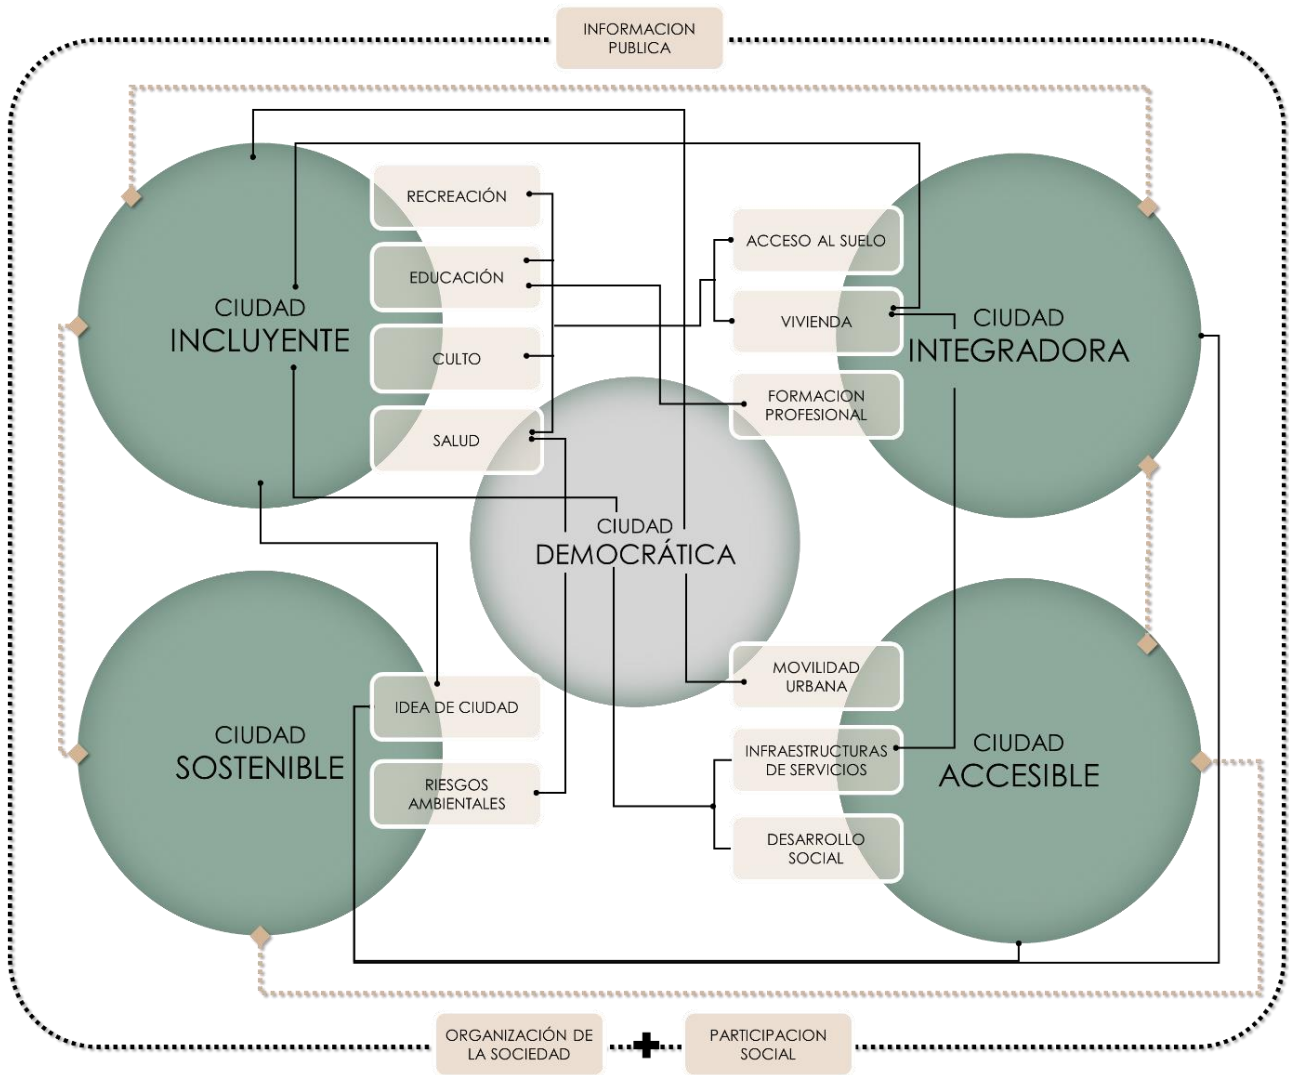 INFORMACION
PUBLICA
CIUDAD
INCLUYENTE
RECREACIÓN
EDUCACIÓN
CULTO
SALUD
ACCESO AL SUELO
VIVIENDA
FORMACION
PROFESIONAL
CIUDAD
INTEGRADORA
CIUDAD
DEMOCRÁTICA
CIUDAD
SOSTENIBLE
IDEA DE CIUDAD
RIESGOS
AMBIENTALES
MOVILIDAD
URBANA
INFRAESTRUCTURAS
DE SERVICIOS
DESARROLLO
SOCIAL
CIUDAD
ACCESIBLE
ORGANIZACIÓN DE
LA SOCIEDAD
PARTICIPACION
SOCIAL